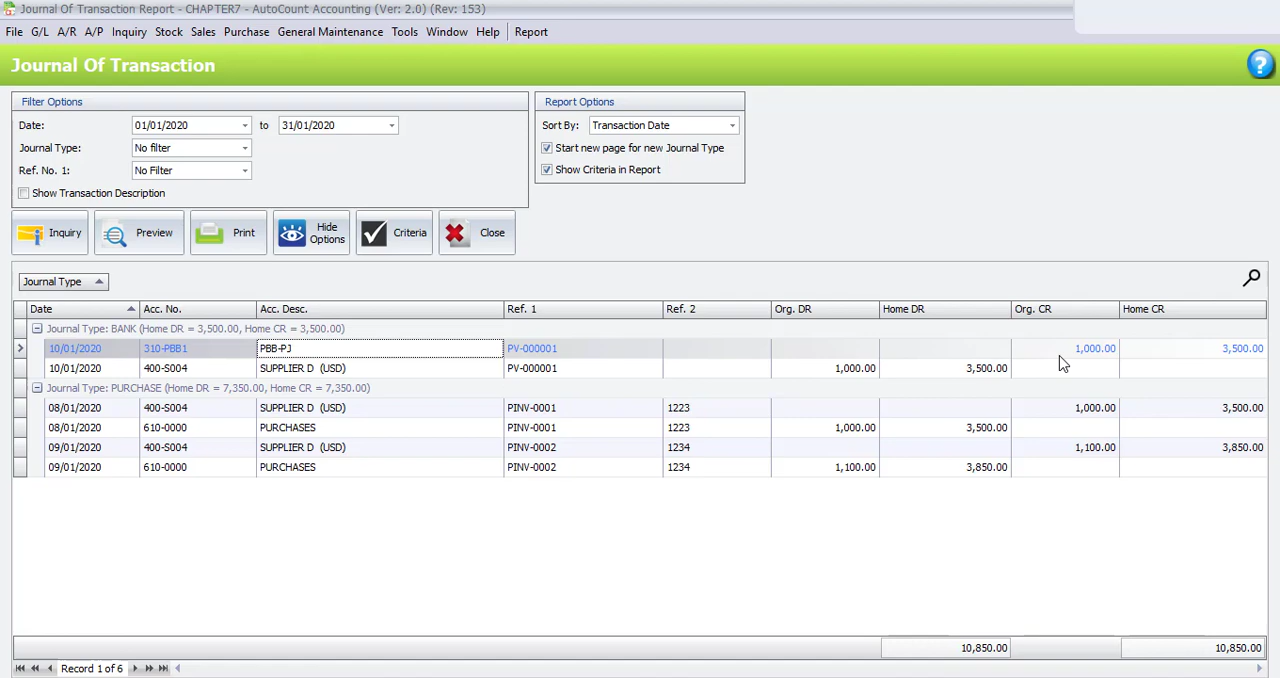 Journal Of Transaction Report - CHAPTER7 - AutoCount Accounting (Ver: 2.0) (Rev: 153)
File G/L A/R A/P Inquiry Stock Sales Purchase General Maintenance Tools Window Help Report
Journal Of Transaction
?
Filter Options
Date: 01/01/2020 to 31/01/2020
Journal Type: No filter
Ref. No. 1: No Filter
Show Transaction Description
Report Options
Sort By: Transaction Date
Start new page for new Journal Type
Show Criteria in Report
Inquiry Preview Print Hide Options Criteria Close
Journal Type
Date Acc. No. Acc. Desc. Ref. 1 Ref. 2 Org. DR Home DR Org. CR Home CR
Journal Type: BANK (Home DR = 3,500.00, Home CR = 3,500.00)
10/01/2020 310-PBB1 PBB-PJ PV-000001 1,000.00 3,500.00
10/01/2020 400-S004 SUPPLIER D (USD) PV-000001 1,000.00 3,500.00
Journal Type: PURCHASE (Home DR = 7,350.00, Home CR = 7,350.00)
08/01/2020 400-S004 SUPPLIER D (USD) PINV-0001 1223 1,000.00 3,500.00
08/01/2020 610-0000 PURCHASES PINV-0001 1223 1,000.00 3,500.00
09/01/2020 400-S004 SUPPLIER D (USD) PINV-0002 1234 1,100.00 3,850.00
09/01/2020 610-0000 PURCHASES PINV-0002 1234 1,100.00 3,850.00
10,850.00 10,850.00
Record 1 of 6